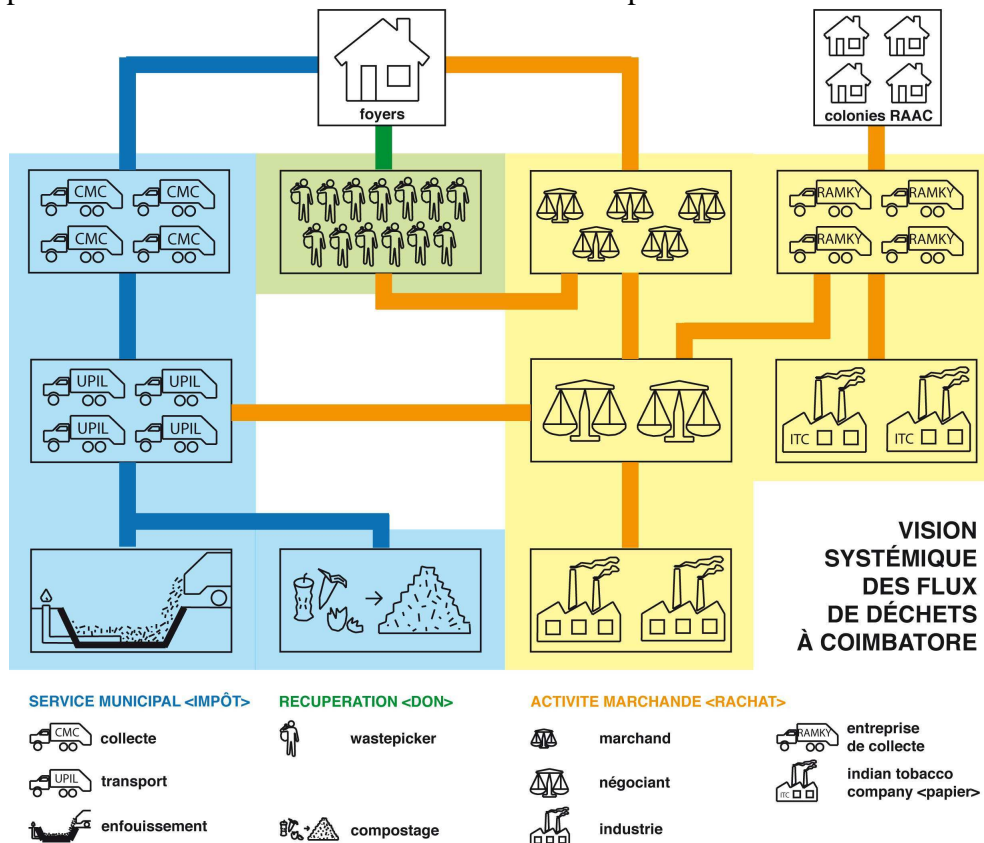 foyers
colonies RAAC
CMC CMC
CMC CMC
RAMKY RAMKY
RAMKY RAMKY
UPIL UPIL
UPIL UPIL
ITC ITC
VISION
SYSTÉMIQUE
DES FLUX
DE DÉCHETS
À COIMBATORE
SERVICE MUNICIPAL <IMPÔT>
CMC collecte
UPIL transport
enfouissement
RECUPERATION <DON>
wastepicker
compostage
ACTIVITE MARCHANDE <RACHAT>
marchand
négociant
industrie
RAMKY entreprise
de collecte
ITC indian tobacco
company <papier>